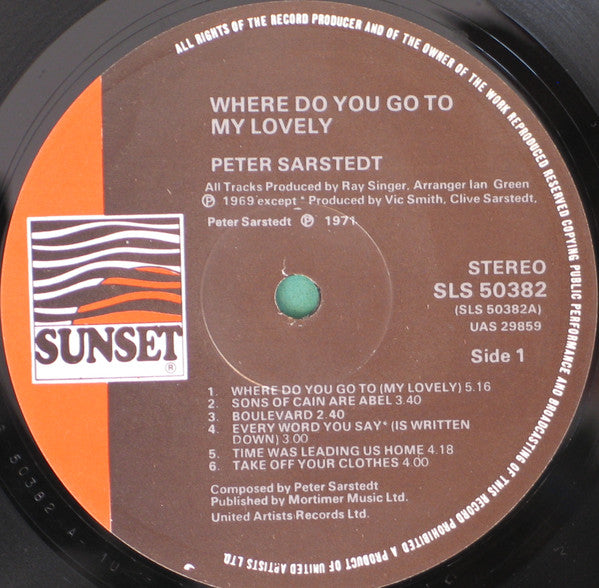 ALL RIGHTS OF THE RECORD PRODUCER AND OF THE OWNER OF THE WORK REPRODUCED RESERVED COPYING PUBLIC PERFORMANCE AND BROADCASTING OF THIS RECORD PROHIBITED A PRODUCT OF UNITED ARTISTS LTD.
WHERE DO YOU GO TO
MY LOVELY
PETER SARSTEDT
All Tracks Produced by Ray Singer, Arranger Ian Green
Ⓟ 1969 except * Produced by Vic Smith, Clive Sarstedt,
Peter Sarstedt Ⓟ 1971
STEREO
SLS 50382
(SLS 50382A)
UAS 29859
SUNSET
®
Side 1
1. WHERE DO YOU GO TO (MY LOVELY) 5.16
2. SONS OF CAIN ARE ABEL 3.40
3. BOULEVARD 2.40
4. EVERY WORD YOU SAY* (IS WRITTEN
DOWN) 3.00
5. TIME WAS LEADING US HOME 4.18
6. TAKE OFF YOUR CLOTHES 4.00
Composed by Peter Sarstedt
Published by Mortimer Music Ltd.
United Artists Records Ltd.
50382 A